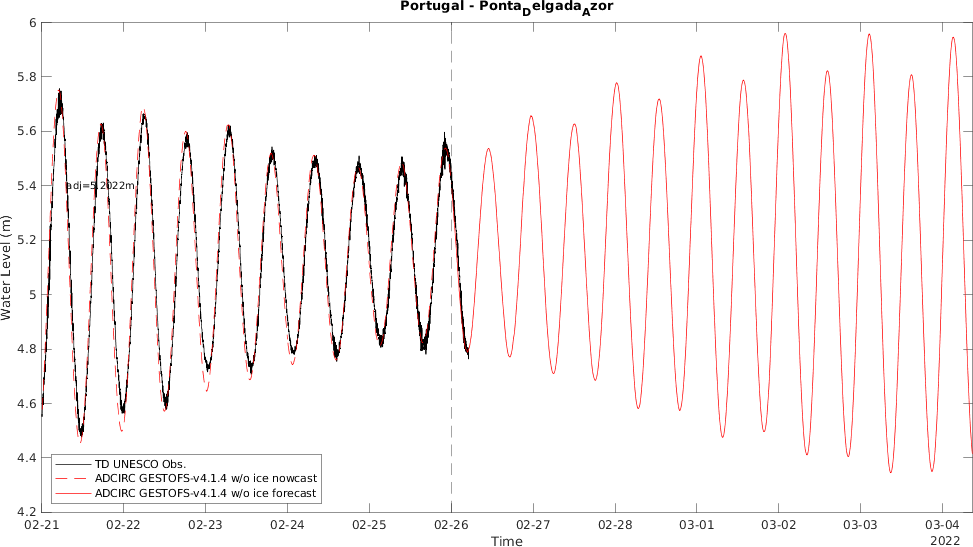 Portugal - PontaDelgadaAzor
6
5.8
5.6
5.4
5.2
5
4.8
4.6
4.4
4.2
Water Level (m)
adj=5.2022m
TD UNESCO Obs.
ADCIRC GESTOFS-v4.1.4 w/o ice nowcast
ADCIRC GESTOFS-v4.1.4 w/o ice forecast
02-21 02-22 02-23 02-24 02-25 02-26 02-27 02-28 03-01 03-02 03-03 03-04
Time 2022